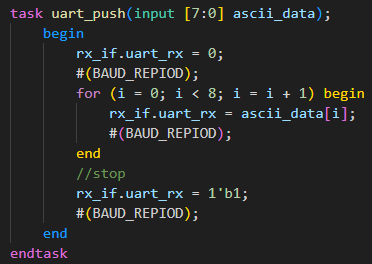 task uart_push(input [7:0] ascii_data);
    begin
        rx_if.uart_rx = 0;
        #(BAUD_REPIOD);
        for (i = 0; i < 8; i = i + 1) begin
            rx_if.uart_rx = ascii_data[i];
            #(BAUD_REPIOD);
        end
        //stop
        rx_if.uart_rx = 1'b1;
        #(BAUD_REPIOD);
    end
endtask